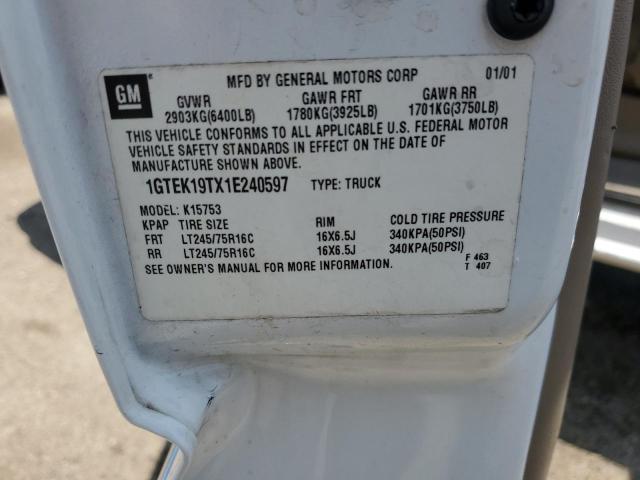 GM
MFD BY GENERAL MOTORS CORP 01/01
GVWR GAWR FRT GAWR RR
2903KG(6400LB) 1780KG(3925LB) 1701KG(3750LB)
THIS VEHICLE CONFORMS TO ALL APPLICABLE U.S. FEDERAL MOTOR
VEHICLE SAFETY STANDARDS IN EFFECT ON THE DATE OF
MANUFACTURE SHOWN ABOVE.
1GTEK19TX1E240597 TYPE: TRUCK
MODEL: K15753
KPAP TIRE SIZE RIM COLD TIRE PRESSURE
FRT LT245/75R16C 16X6.5J 340KPA(50PSI)
RR LT245/75R16C 16X6.5J 340KPA(50PSI)
SEE OWNER'S MANUAL FOR MORE INFORMATION.
F 463
T 407